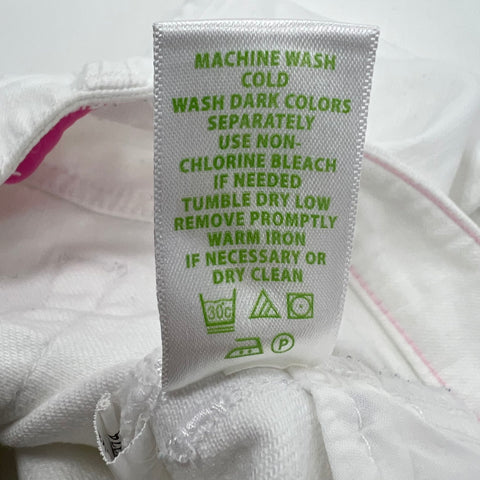 MACHINE WASH
COLD
WASH DARK COLORS
SEPARATELY
USE NON-
CHLORINE BLEACH
IF NEEDED
TUMBLE DRY LOW
REMOVE PROMPTLY
WARM IRON
IF NECESSARY OR
DRY CLEAN
30C
P